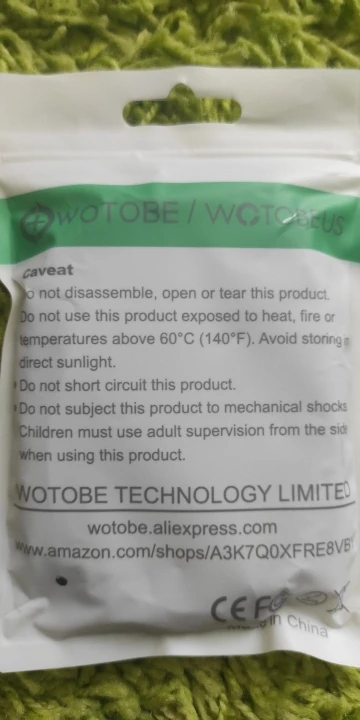 WOTOBE / WOTOBEUS
caveat
Do not disassemble, open or tear this product.
Do not use this product exposed to heat, fire or
temperatures above 60°C (140°F). Avoid storing
direct sunlight.
Do not short circuit this product.
Do not subject this product to mechanical shocks
Children must use adult supervision from the side
when using this product.
WOTOBE TECHNOLOGY LIMITED
wotobe.aliexpress.com
www.amazon.com/shops/A3K7Q0XFRE8VB
CE FC
Made in China